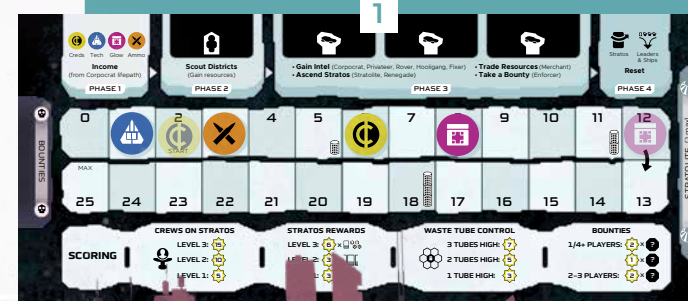 1
Creds Tech Glow Ammo
Income
(from Corpocrat lifepath)
PHASE 1
Scout Districts
(Gain resources)
PHASE 2
• Gain Intel (Corpocrat, Privateer, Rover, Hooligang, Fixer)
• Ascend Stratos (Stratolite, Renegade)
• Trade Resources (Merchant)
• Take a Bounty (Enforcer)
PHASE 3
Stratos Leaders & Ships
Reset
PHASE 4
BOUNTIES
0 2 4 5 7 9 10 11 12
START
MAX
25 24 23 22 21 20 19 18 17 16 15 14 13
SCORING
CREWS ON STRATOS
LEVEL 3: 15
LEVEL 2: 10
LEVEL 1: 5
STRATOS REWARDS
LEVEL 3: 6 ×
LEVEL 2: 3
: 3
WASTE TUBE CONTROL
3 TUBES HIGH: 7
2 TUBES HIGH: 5
1 TUBE HIGH: 3
BOUNTIES
1/4+ PLAYERS: 2 × ?
1 × ?
2-3 PLAYERS: 2 × ?